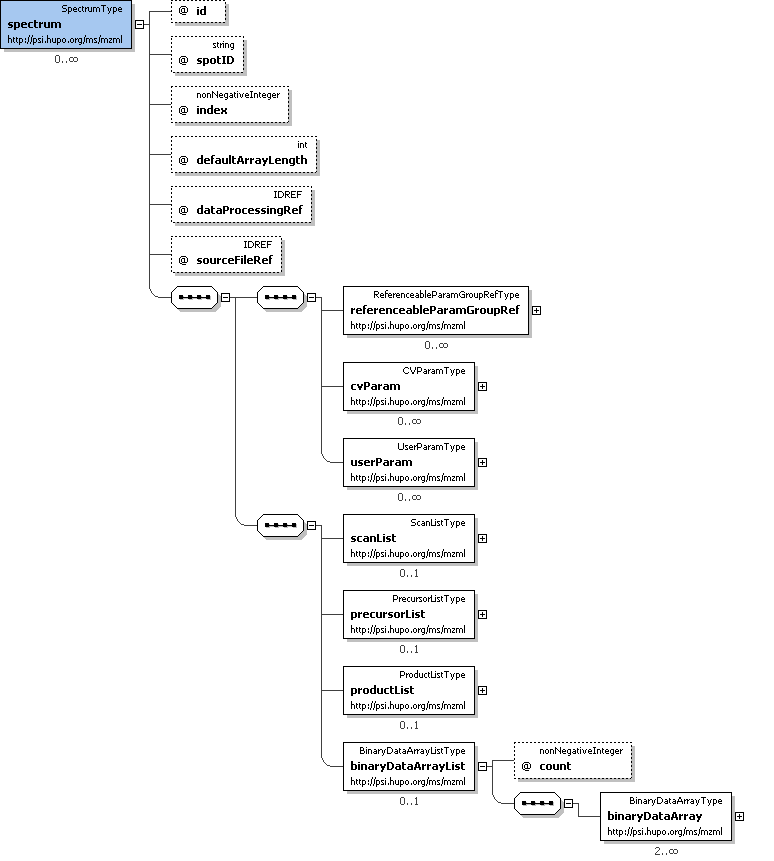 SpectrumType
spectrum
http://psi.hupo.org/ms/mzml
0..∞
@ id
string
@ spotID
nonNegativeInteger
@ index
int
@ defaultArrayLength
IDREF
@ dataProcessingRef
IDREF
@ sourceFileRef
ReferenceableParamGroupRefType
referenceableParamGroupRef
http://psi.hupo.org/ms/mzml
0..∞
CVParamType
cvParam
http://psi.hupo.org/ms/mzml
0..∞
UserParamType
userParam
http://psi.hupo.org/ms/mzml
0..∞
ScanListType
scanList
http://psi.hupo.org/ms/mzml
0..1
PrecursorListType
precursorList
http://psi.hupo.org/ms/mzml
0..1
ProductListType
productList
http://psi.hupo.org/ms/mzml
0..1
BinaryDataArrayListType
binaryDataArrayList
http://psi.hupo.org/ms/mzml
0..1
nonNegativeInteger
@ count
BinaryDataArrayType
binaryDataArray
http://psi.hupo.org/ms/mzml
2..∞